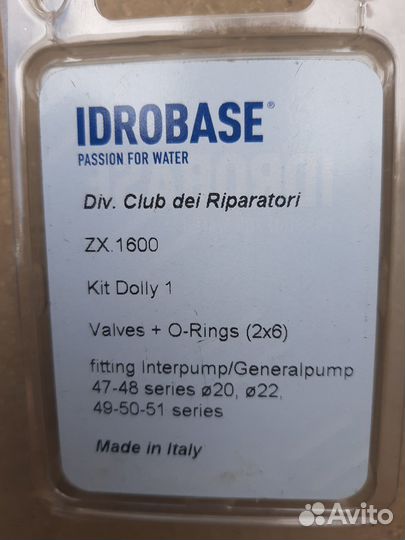 IDROBASE®
PASSION FOR WATER
Div. Club dei Riparatori
ZX.1600
Kit Dolly 1
Valves + O-Rings (2x6)
fitting Interpump/Generalpump
47-48 series ø20, ø22,
49-50-51 series
Made in Italy
Avito